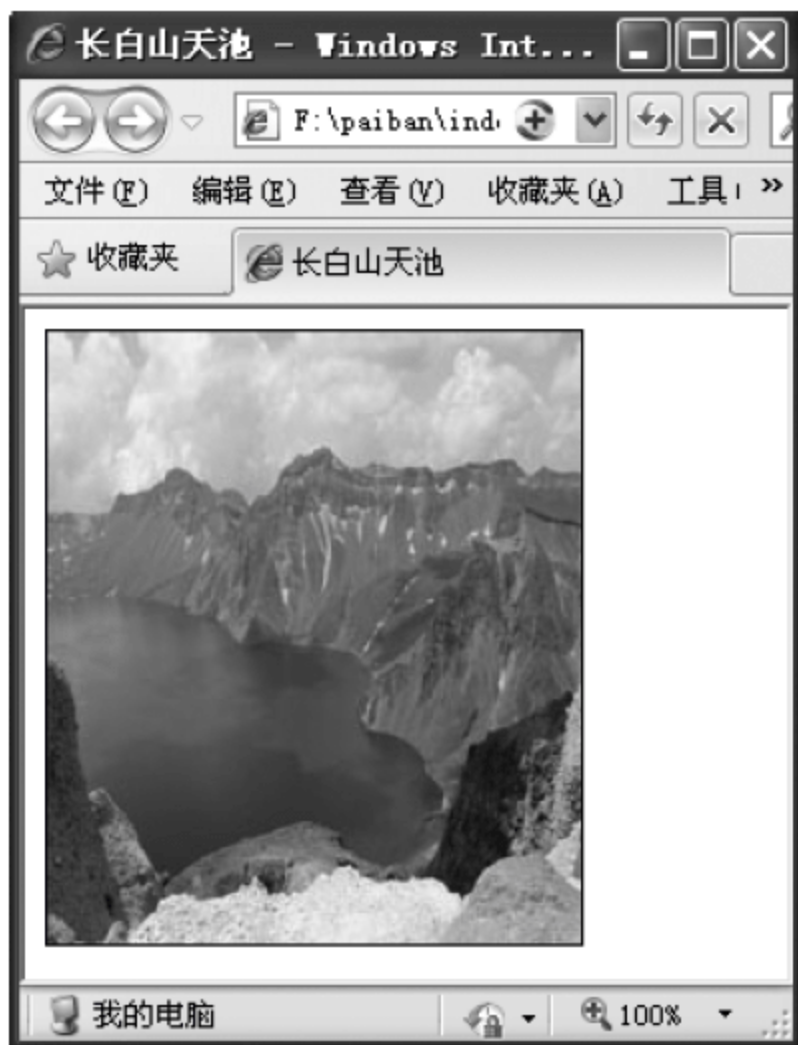 长白山天池 - Windows Int...
F:\paiban\ind
文件(F) 编辑(E) 查看(V) 收藏夹(A) 工具 »
收藏夹 长白山天池
我的电脑 100%